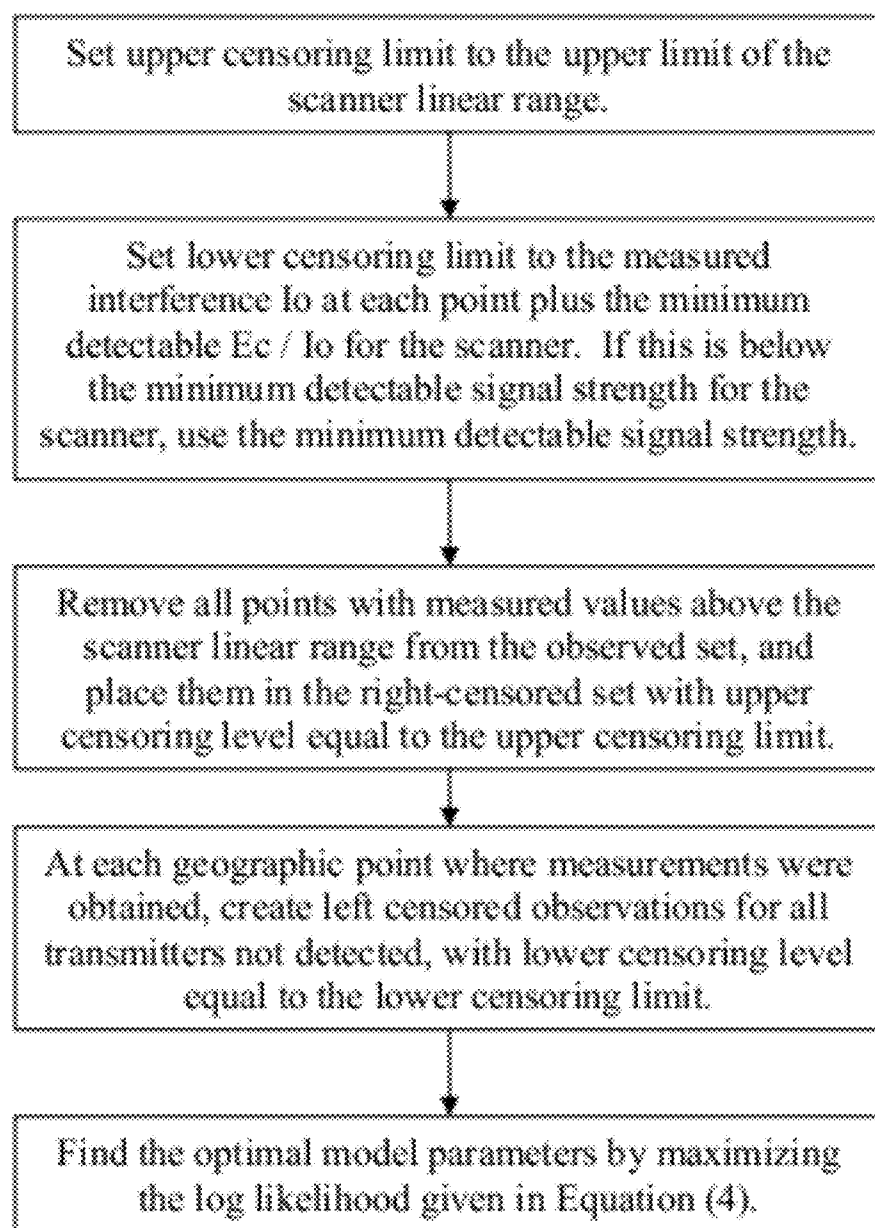 Set upper censoring limit to the upper limit of the
scanner linear range.
Set lower censoring limit to the measured
interference Io at each point plus the minimum
detectable Ec / Io for the scanner. If this is below
the minimum detectable signal strength for the
scanner, use the minimum detectable signal strength.
Remove all points with measured values above the
scanner linear range from the observed set, and
place them in the right-censored set with upper
censoring level equal to the upper censoring limit.
At each geographic point where measurements were
obtained, create left censored observations for all
transmitters not detected, with lower censoring level
equal to the lower censoring limit.
Find the optimal model parameters by maximizing
the log likelihood given in Equation (4).